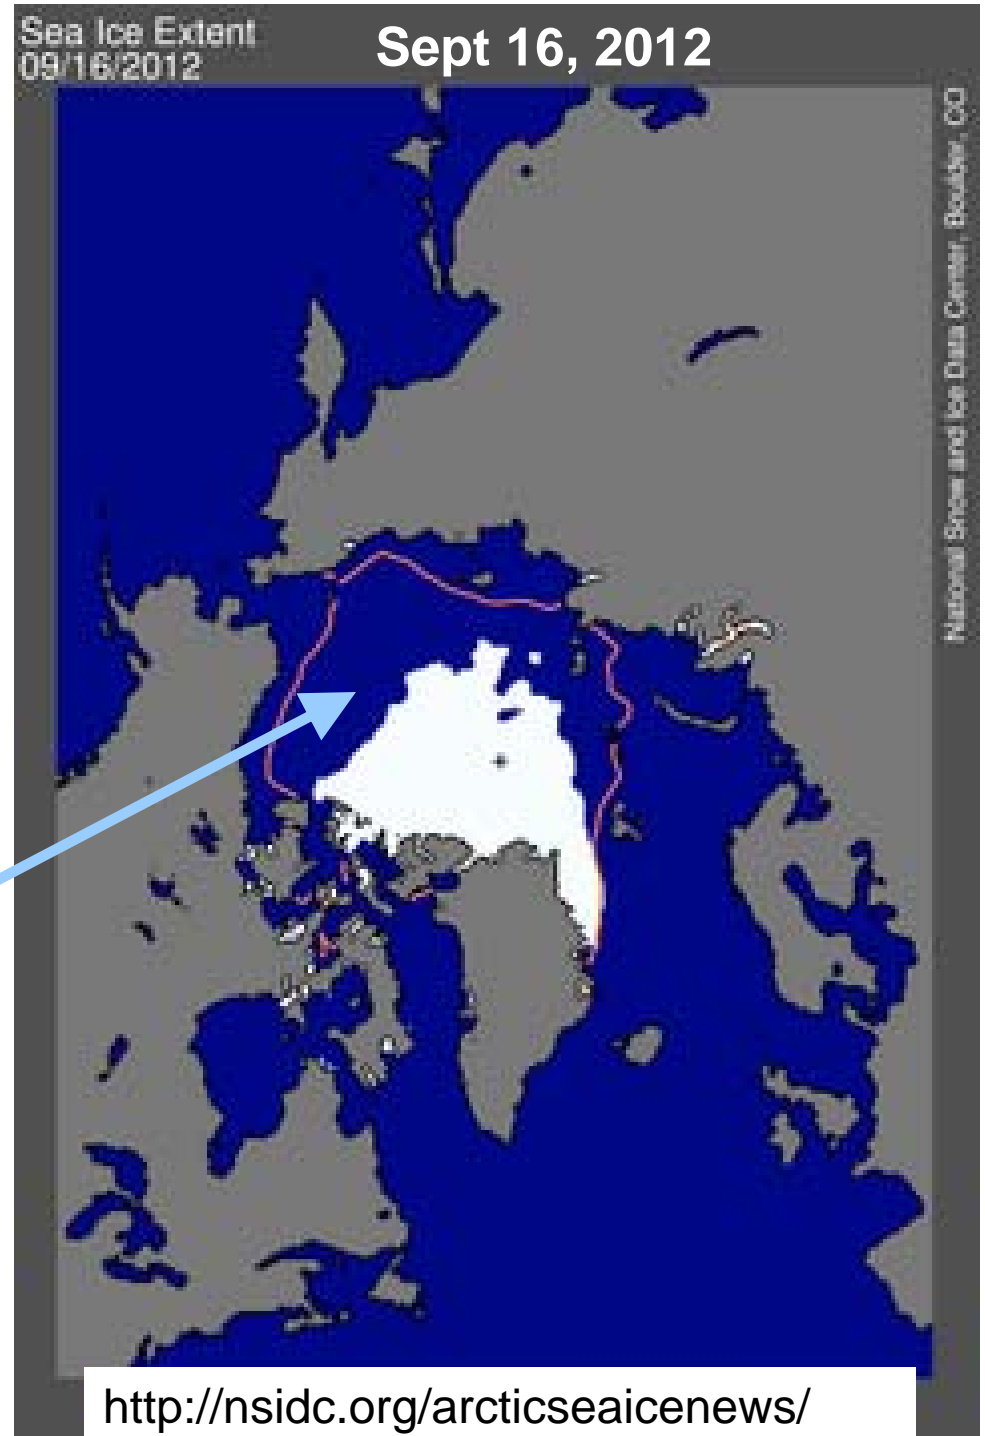 Sea Ice Extent
09/16/2012
Sept 16, 2012
National Snow and Ice Data Center, Boulder, CO
http://nsidc.org/arcticseaicenews/